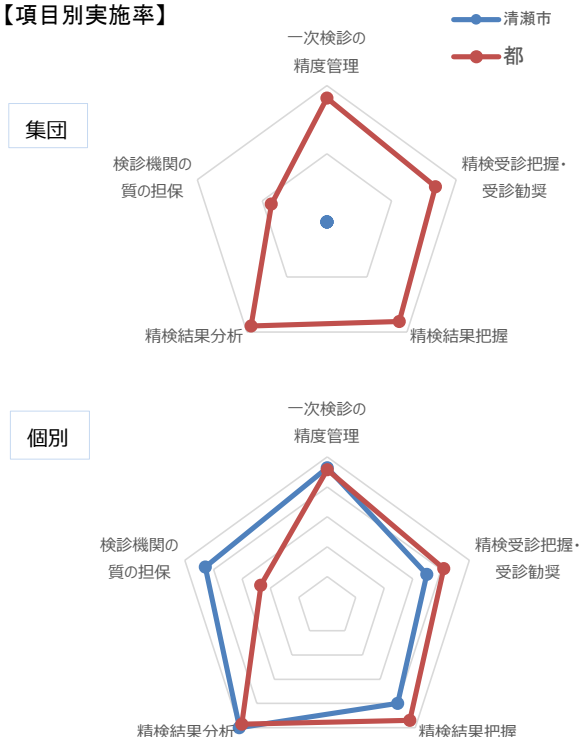 【項目別実施率】
清瀬市
都
集団
一次検診の
精度管理
検診機関の
質の担保
精検受診把握・
受診勧奨
精検結果分析
精検結果把握
個別
一次検診の
精度管理
検診機関の
質の担保
精検受診把握・
受診勧奨
精検結果分析
精検結果把握